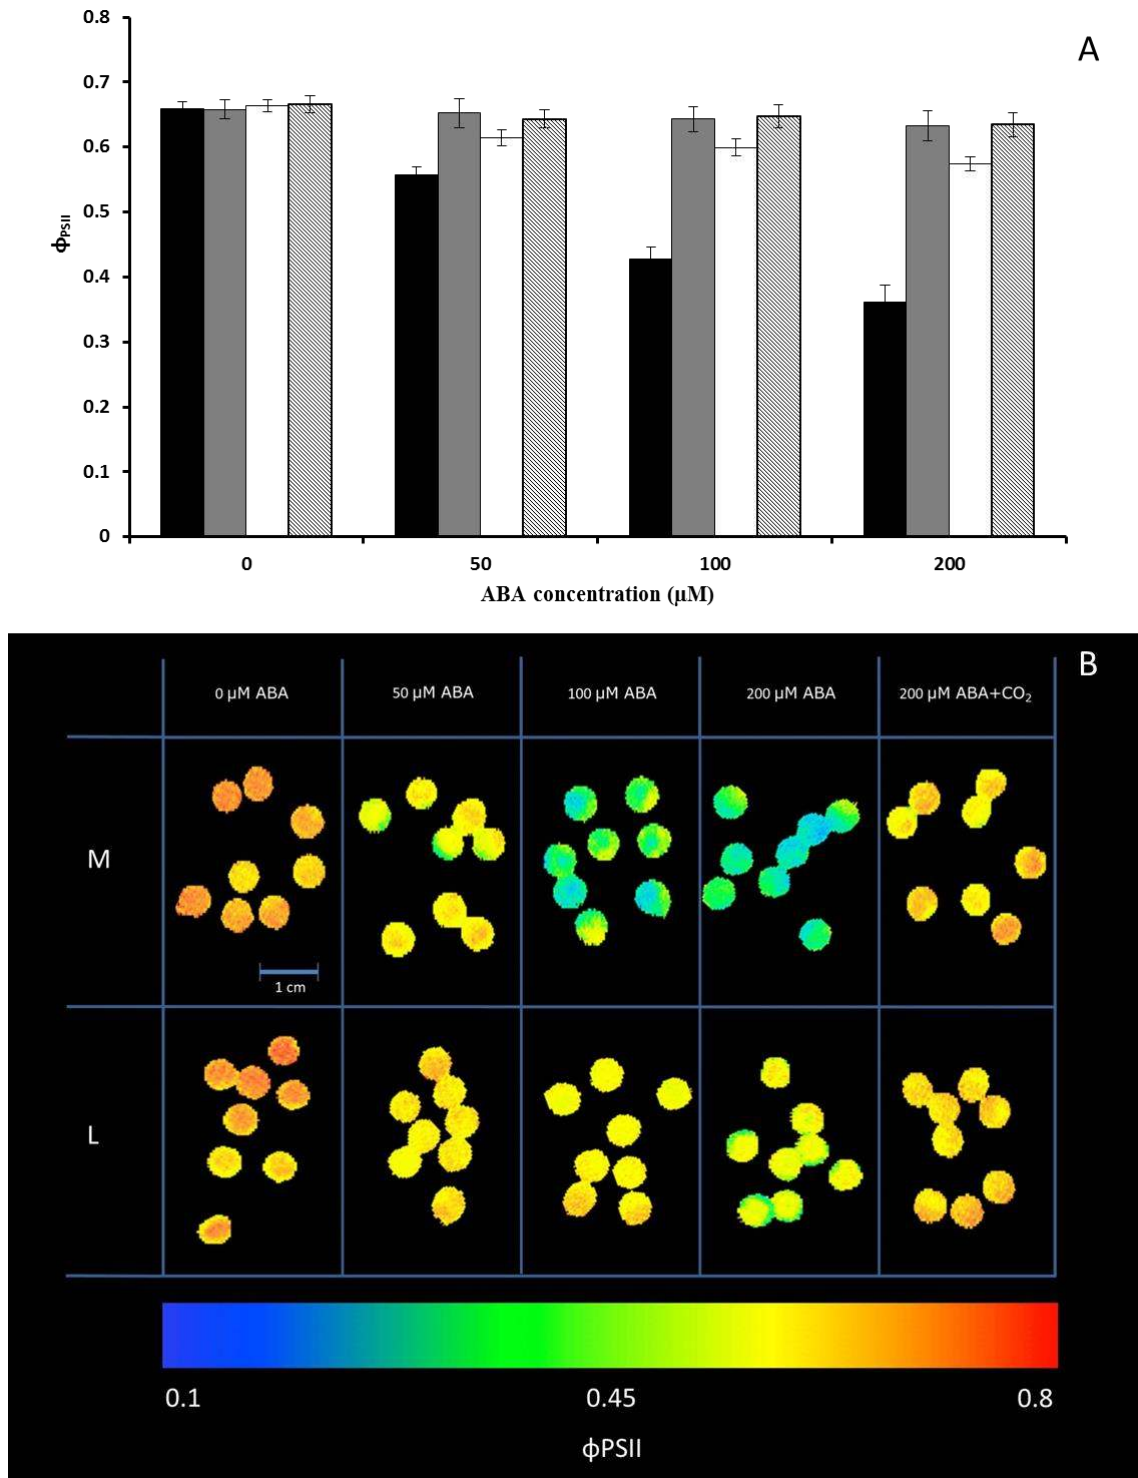 A
0.8
0.7
0.6
0.5
0.4
0.3
0.2
0.1
0
ϕPSII
0 50 100 200
ABA concentration (μM)
B
0 μM ABA 50 μM ABA 100 μM ABA 200 μM ABA 200 μM ABA+CO₂
M
1 cm
L
0.1 0.45 0.8
ϕPSII